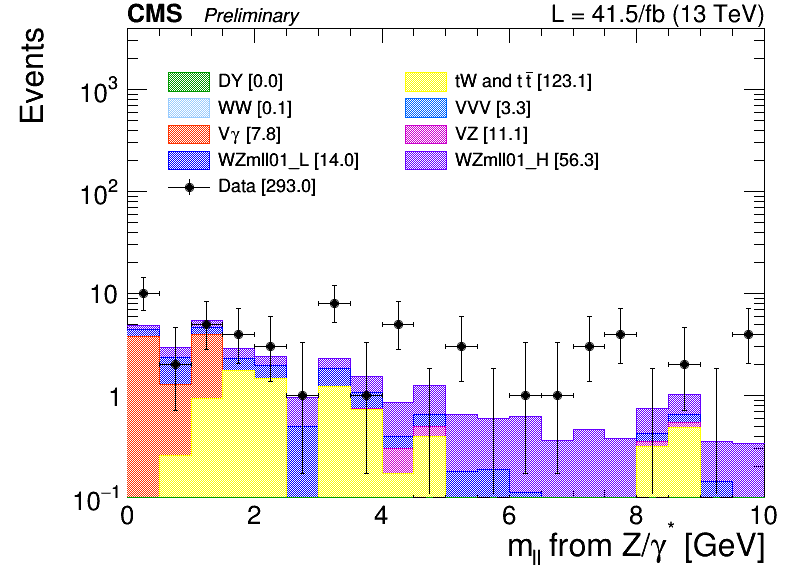 CMS Preliminary L = 41.5/fb (13 TeV)
Events
DY [0.0] tW and t t̄ [123.1]
WW [0.1] VVV [3.3]
Vγ [7.8] VZ [11.1]
WZmll01_L [14.0] WZmll01_H [56.3]
Data [293.0]
10³
10²
10
1
10⁻¹
0 2 4 6 8 10
m_ll from Z/γ* [GeV]